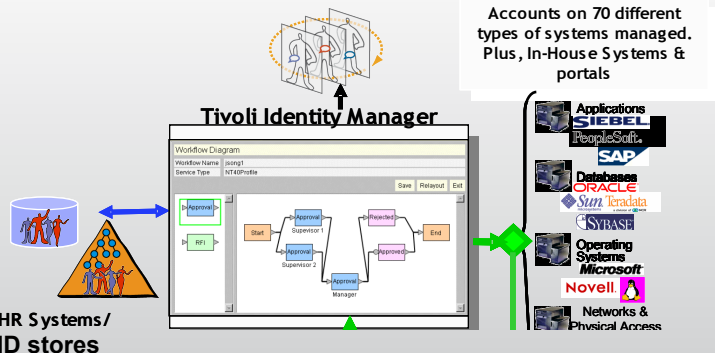 Accounts on 70 different
types of systems managed.
Plus, In-House Systems &
portals
Tivoli Identity Manager
Workflow Diagram
Workflow Name jsong1
Service Type NT40Profile
Save Relayout Exit
Approval
RFI
Start
Approval
Supervisor 1
Approval
Supervisor 2
Approval
Manager
Rejected
Approved
End
HR Systems/
ID stores
Applications
SIEBEL
PeopleSoft.
SAP
Databases
ORACLE
Sun Teradata
microsystems
SYBASE
Operating
Systems
Microsoft
Novell.
Networks &
Physical Access